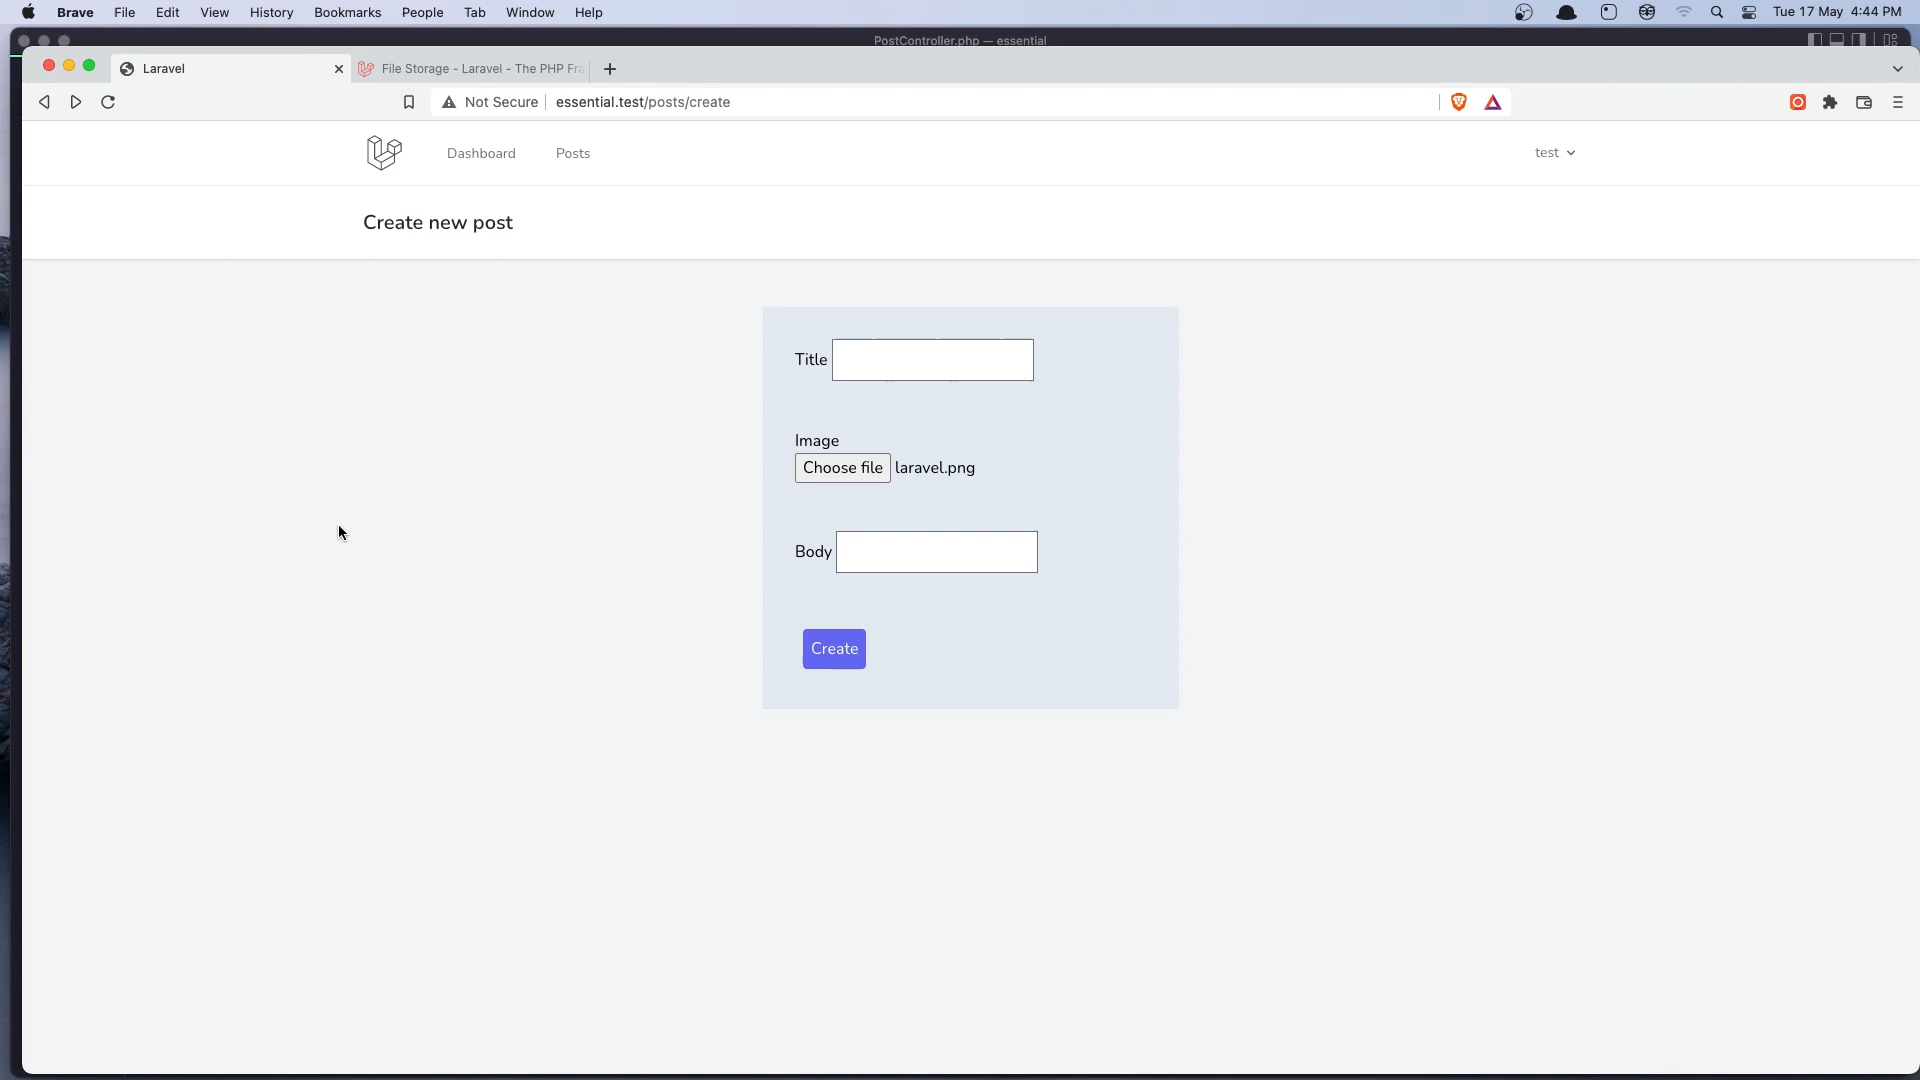 Brave File Edit View History Bookmarks People Tab Window Help Tue 17 May 4:44 PM
PostController.php — essential
Laravel File Storage - Laravel - The PHP Fra
Not Secure essential.test/posts/create
Dashboard Posts test
Create new post
Title
Image
Choose file laravel.png
Body
Create